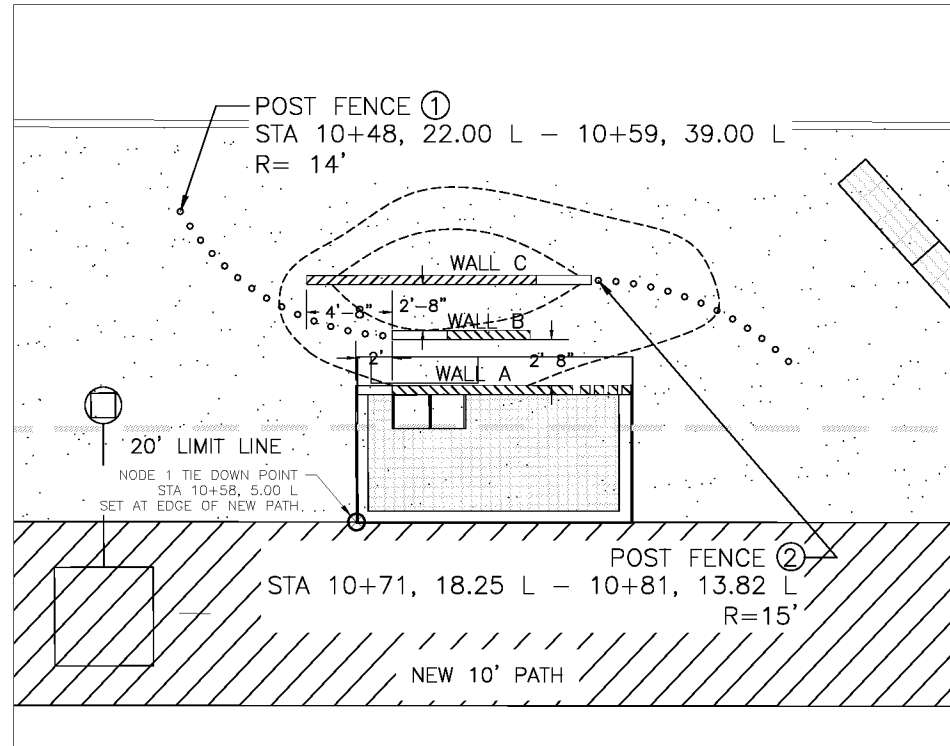 POST FENCE 1
STA 10+48, 22.00 L – 10+59, 39.00 L
R= 14'
WALL C
4'-8" 2'-8"
WALL B
2' 2' 8"
WALL A
20' LIMIT LINE
NODE 1 TIE DOWN POINT
STA 10+58, 5.00 L
SET AT EDGE OF NEW PATH
POST FENCE 2
STA 10+71, 18.25 L – 10+81, 13.82 L
R=15'
NEW 10' PATH